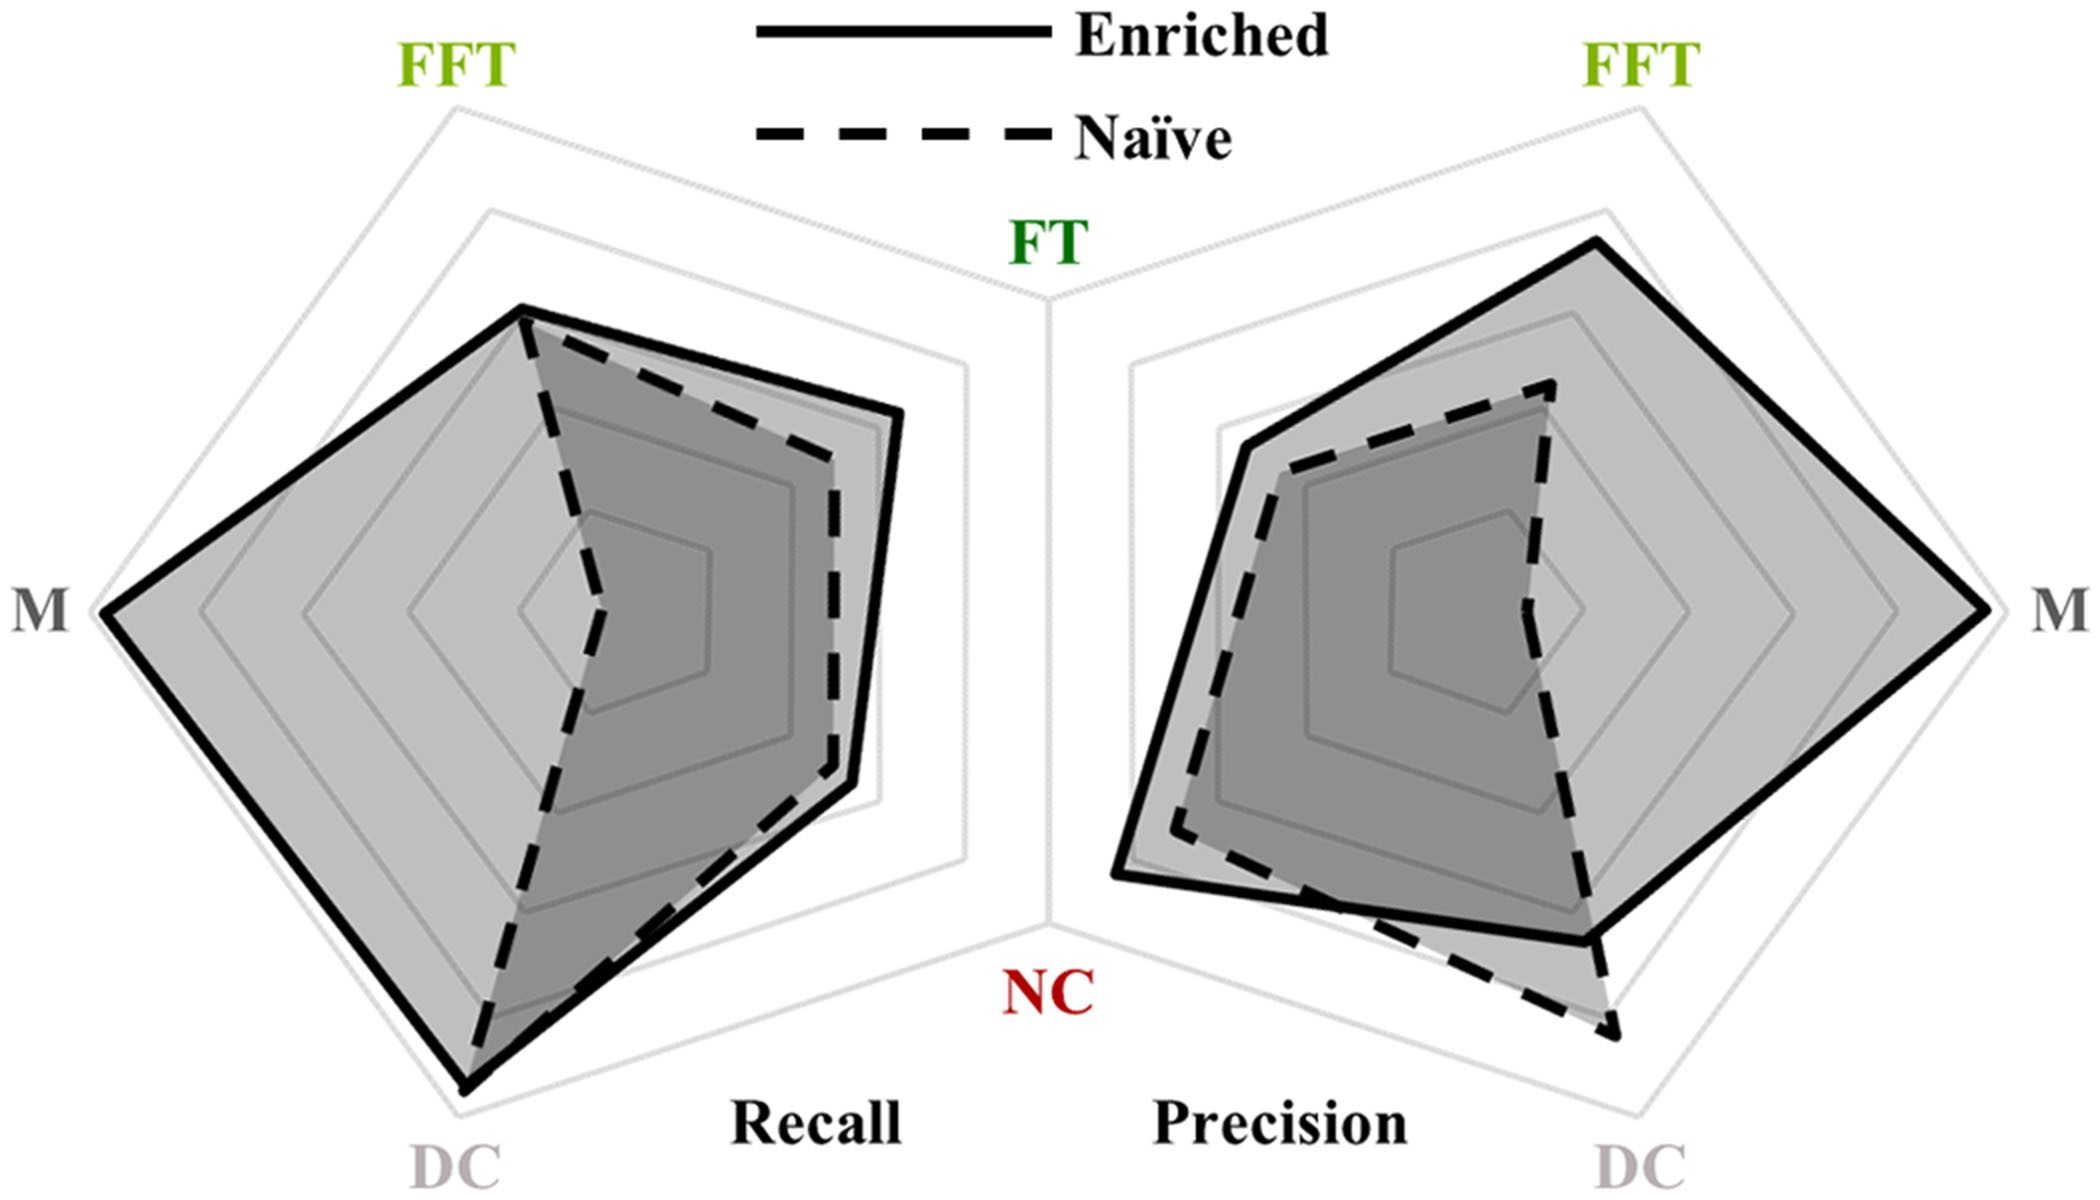 Enriched
Naïve
FFT
FFT
FT
M
M
NC
Recall
Precision
DC
DC